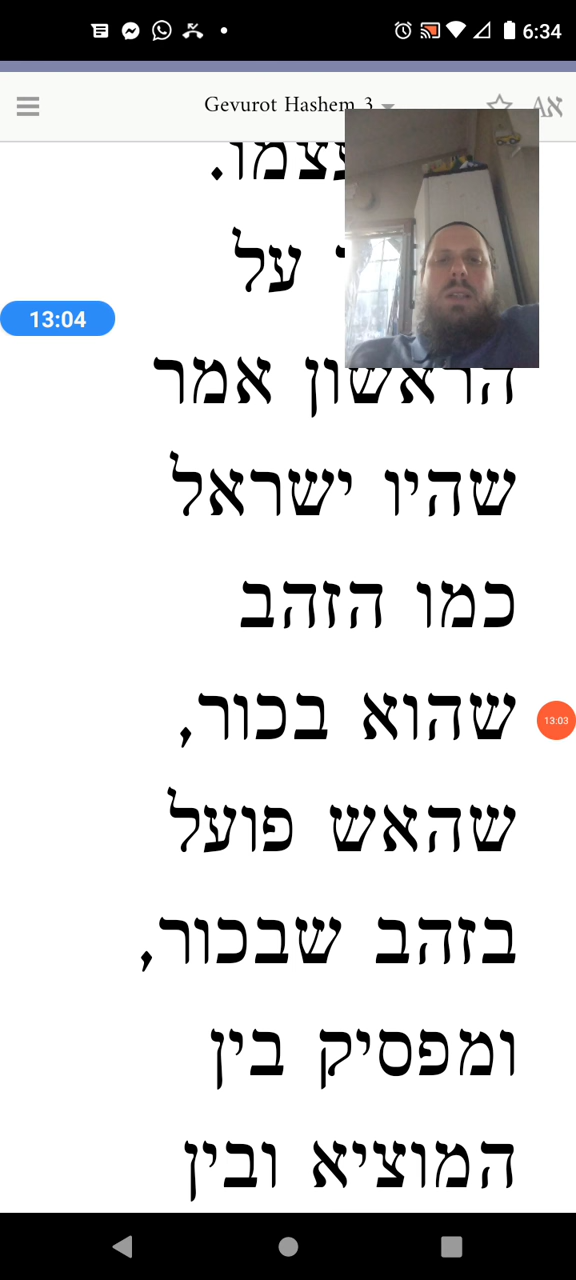 6:34
Gevurot Hashem 3
אA
על
13:04
הראשון אמר
שהיו ישראל
כמו הזהב
שהוא בכור,
13:03
שהאש פועל
בזהב שבכור,
ומפסיק בין
המוציא ובין